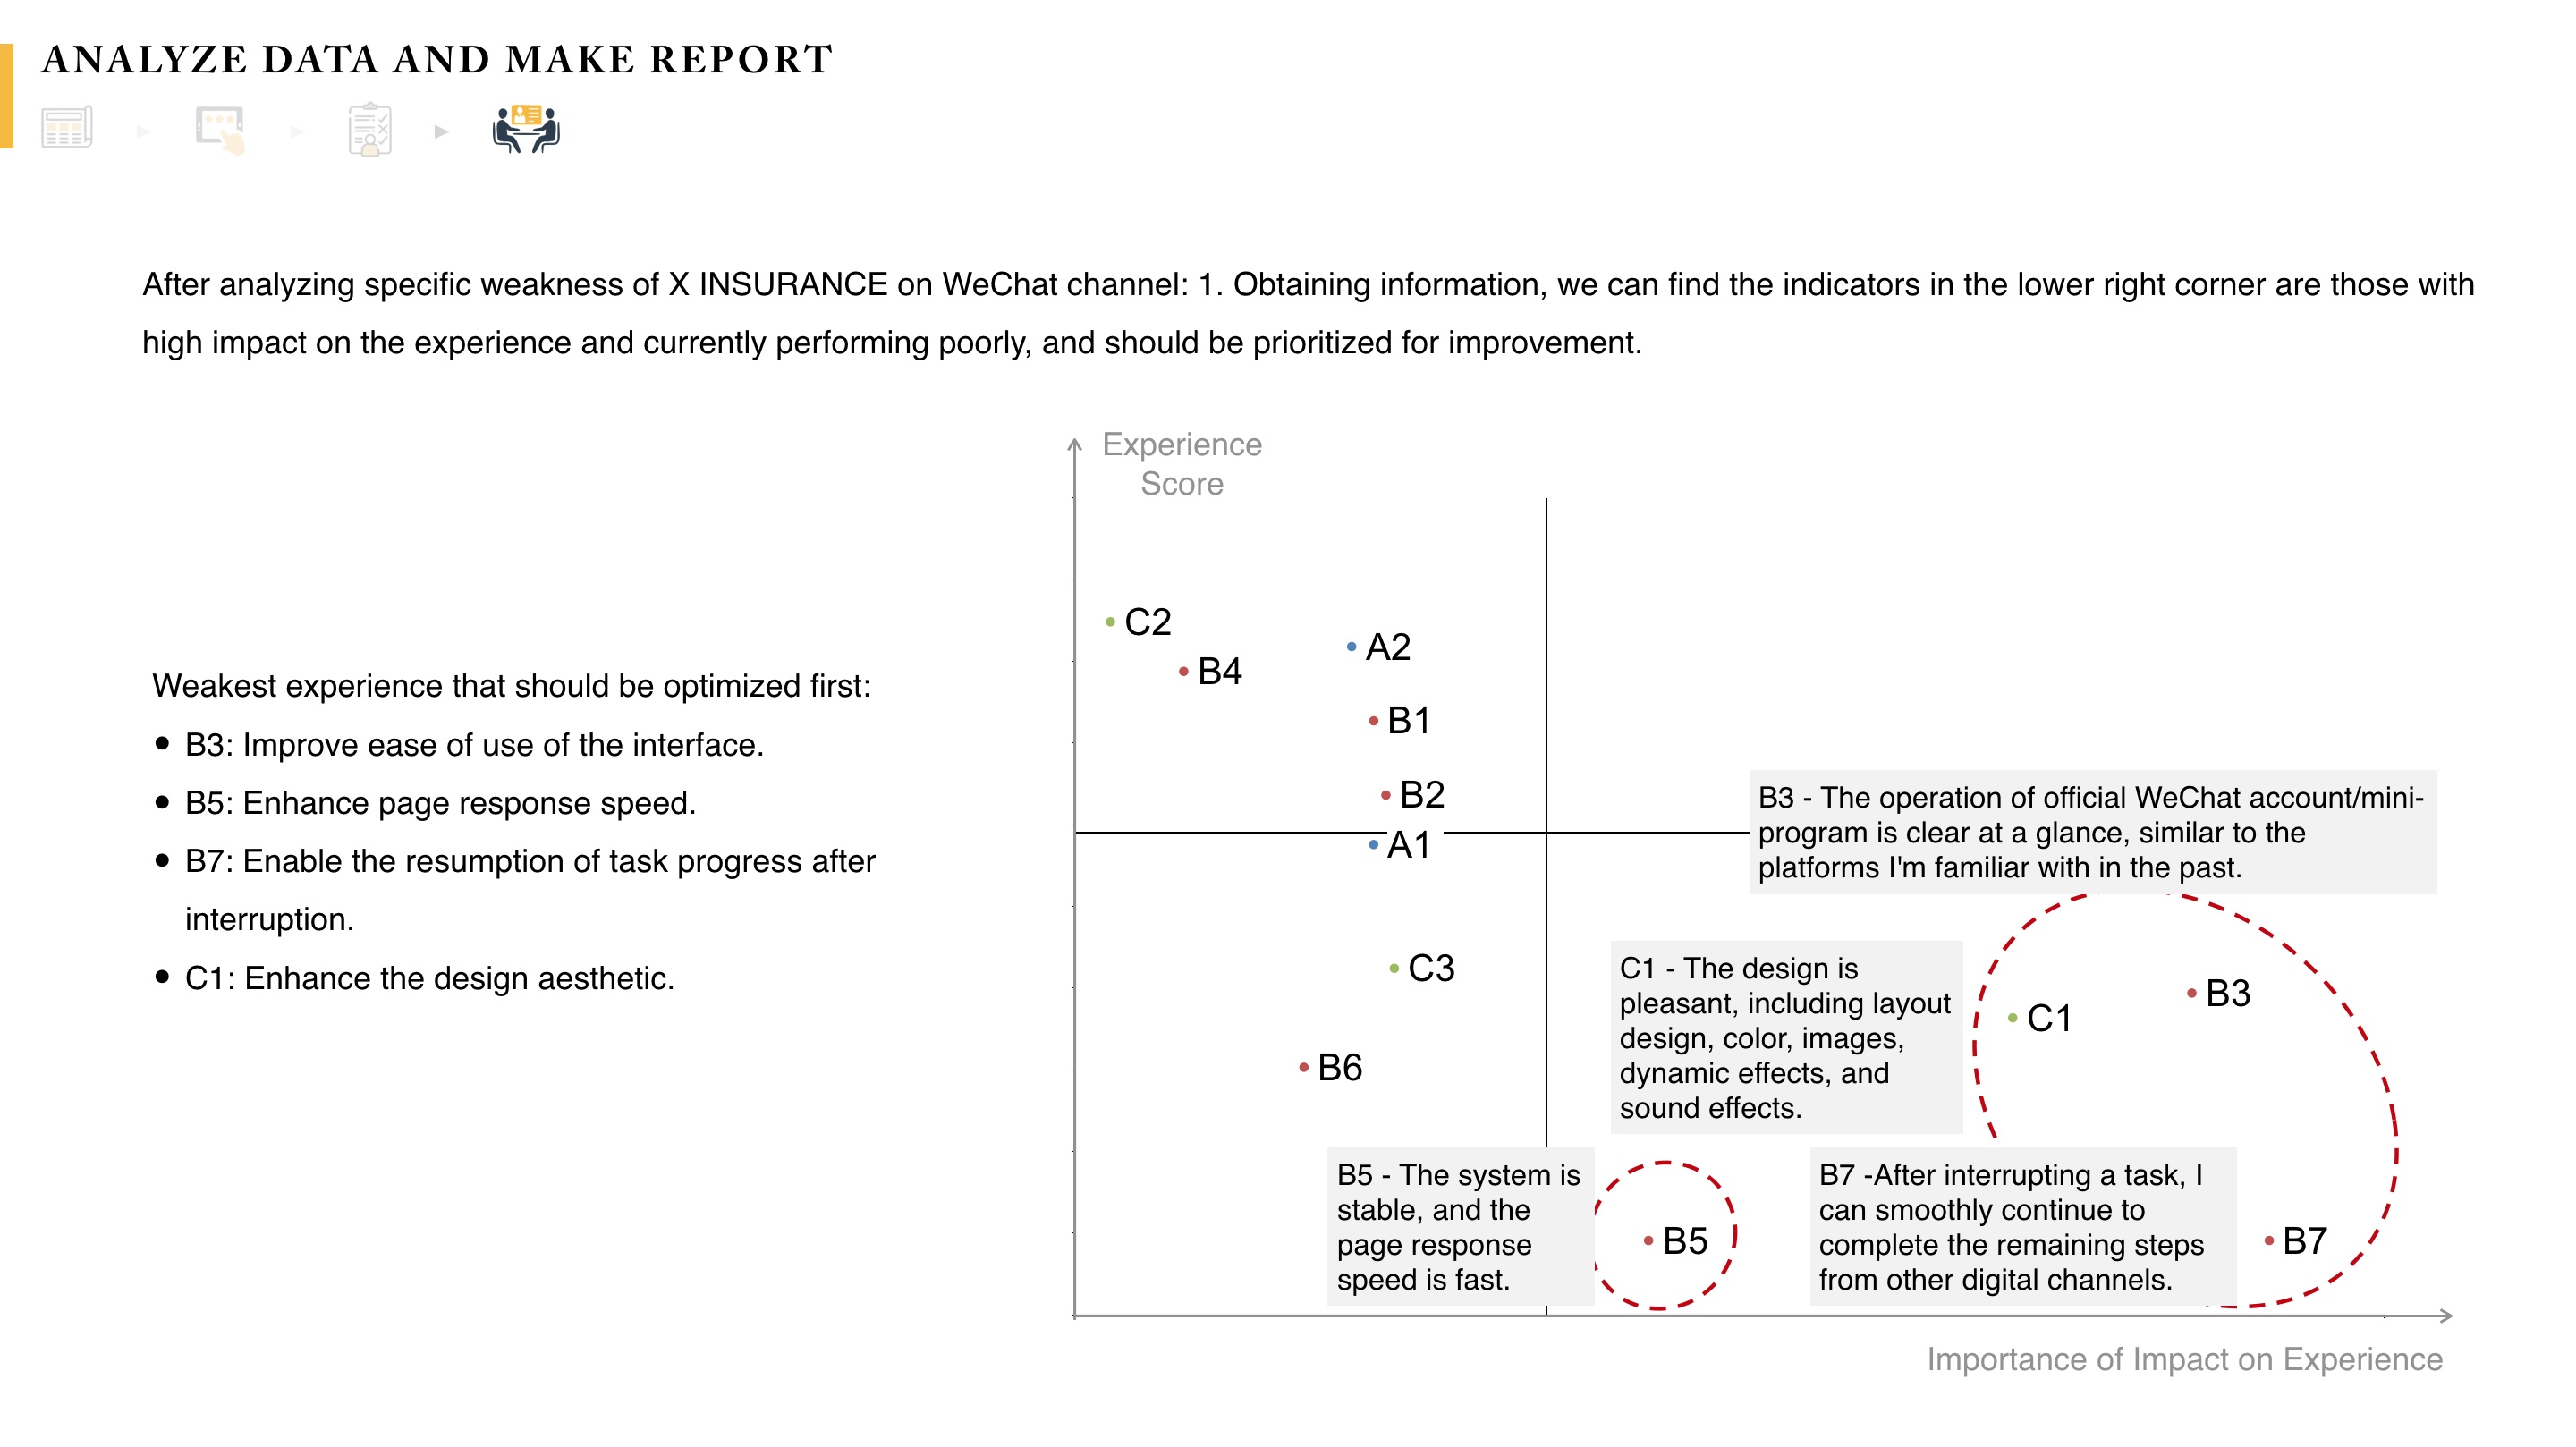 ANALYZE DATA AND MAKE REPORT
After analyzing specific weakness of X INSURANCE on WeChat channel: 1. Obtaining information, we can find the indicators in the lower right corner are those with
high impact on the experience and currently performing poorly, and should be prioritized for improvement.
Weakest experience that should be optimized first:
● B3: Improve ease of use of the interface.
● B5: Enhance page response speed.
● B7: Enable the resumption of task progress after
interruption.
● C1: Enhance the design aesthetic.
Experience
Score
C2
A2
B4
B1
B2
A1
B3 - The operation of official WeChat account/mini-
program is clear at a glance, similar to the
platforms I'm familiar with in the past.
C3
C1 - The design is
pleasant, including layout
design, color, images,
dynamic effects, and
sound effects.
B3
C1
B6
B5 - The system is
stable, and the
page response
speed is fast.
B5
B7 -After interrupting a task, I
can smoothly continue to
complete the remaining steps
from other digital channels.
B7
Importance of Impact on Experience